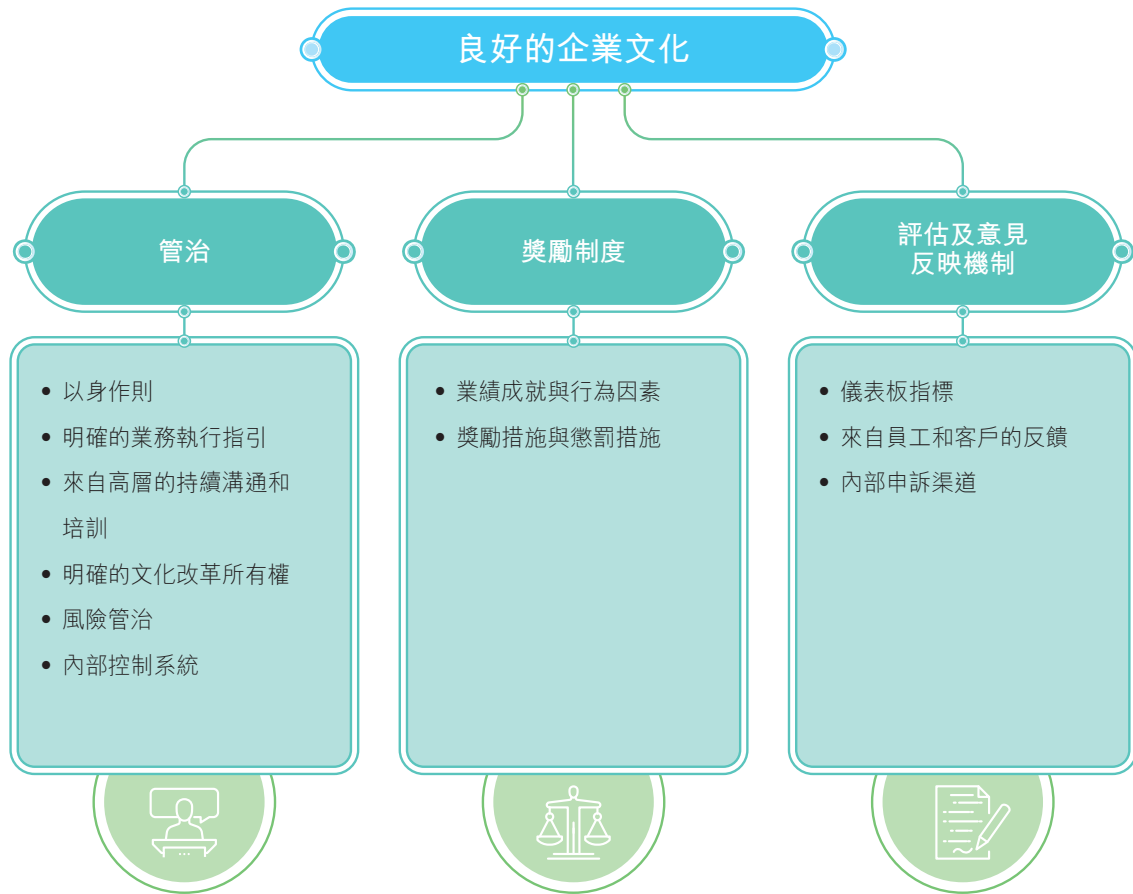 良好的企業文化
管治
獎勵制度
評估及意見
反映機制
• 以身作則
• 明確的業務執行指引
• 來自高層的持續溝通和
培訓
• 明確的文化改革所有權
• 風險管治
• 內部控制系統
• 業績成就與行為因素
• 獎勵措施與懲罰措施
• 儀表板指標
• 來自員工和客戶的反饋
• 內部申訴渠道